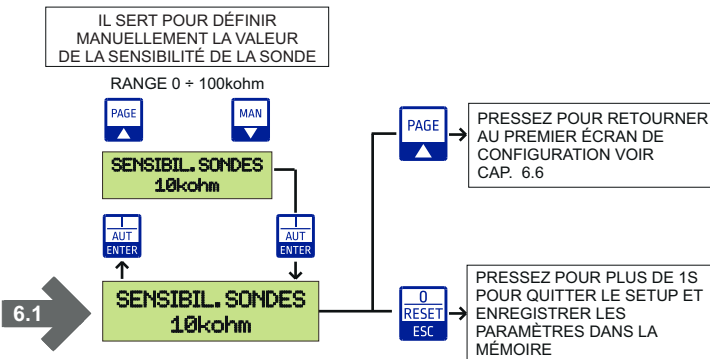 IL SERT POUR DÉFINIR
MANUELLEMENT LA VALEUR
DE LA SENSIBILITÉ DE LA SONDE
RANGE 0 ÷ 100kohm
PAGE
MAN
SENSIBIL.SONDES
10kohm
I
AUT
ENTER
I
AUT
ENTER
6.1
SENSIBIL.SONDES
10kohm
PAGE
PRESSEZ POUR RETOURNER
AU PREMIER ÉCRAN DE
CONFIGURATION VOIR
CAP. 6.6
0
RESET
ESC
PRESSEZ POUR PLUS DE 1S
POUR QUITTER LE SETUP ET
ENREGISTRER LES
PARAMÈTRES DANS LA
MÉMOIRE